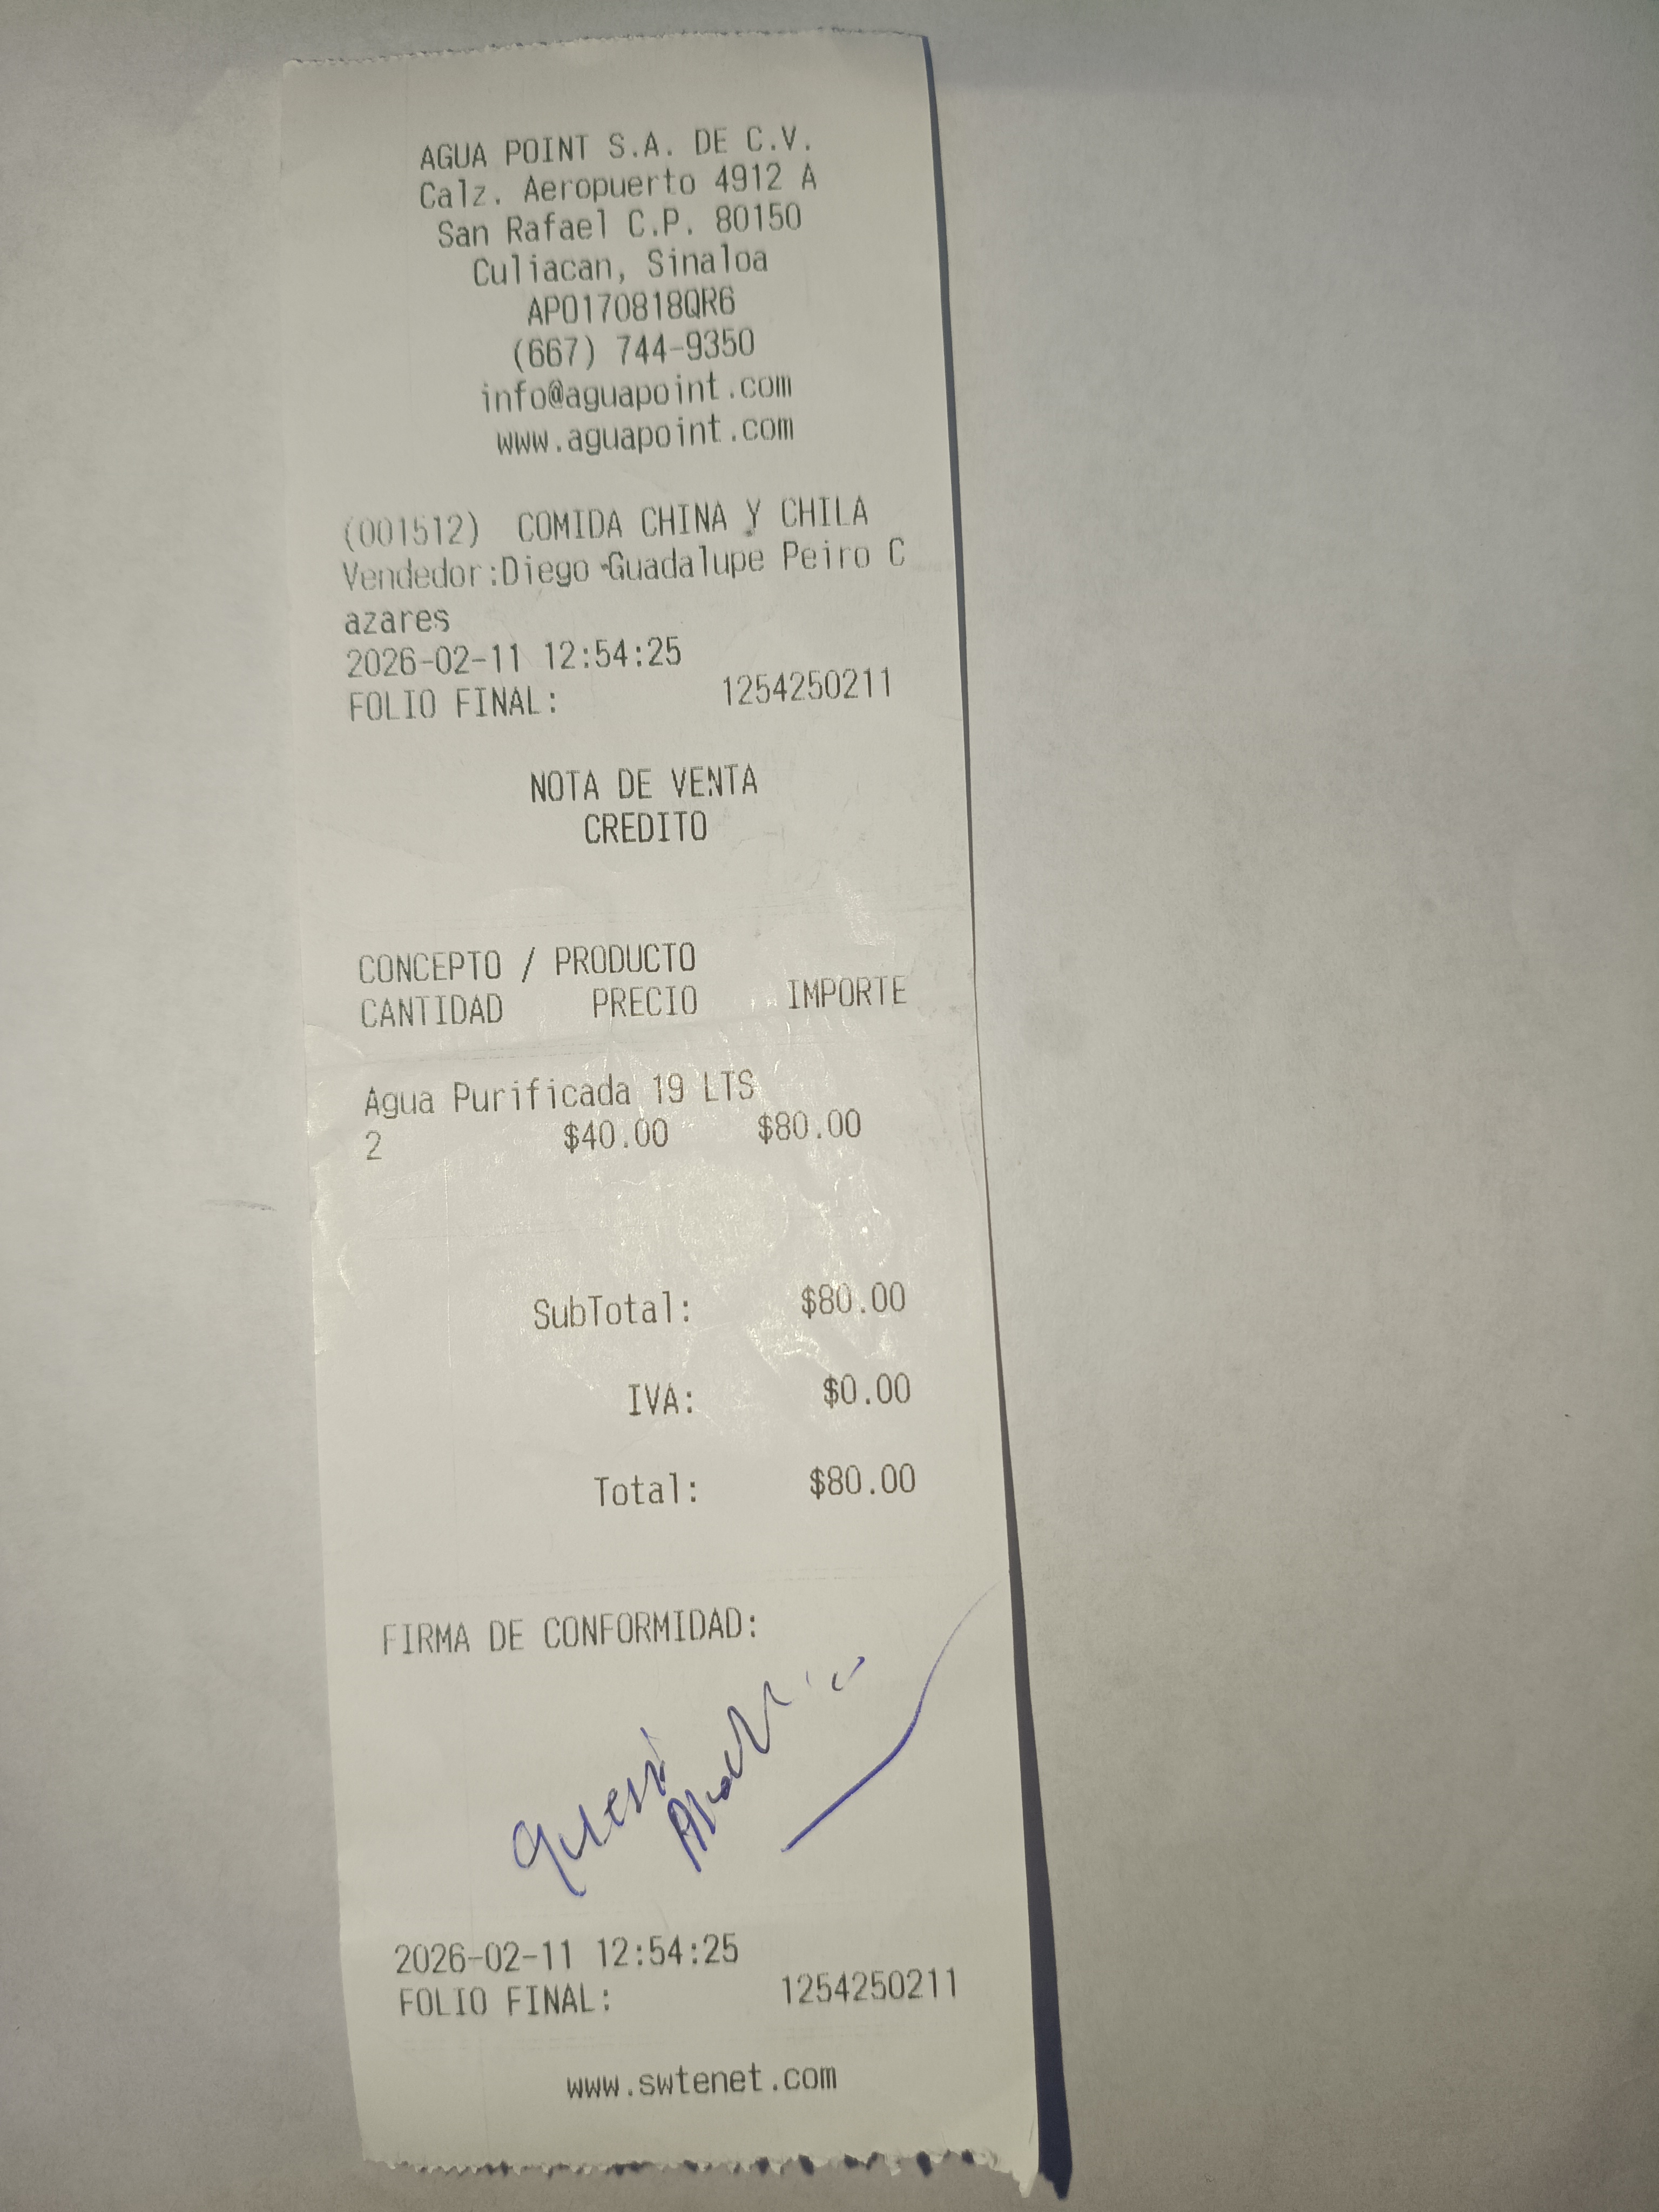 AGUA POINT S.A. DE C.V.
Calz. Aeropuerto 4912 A
San Rafael C.P. 80150
Culiacan, Sinaloa
APO170818QR6
(667) 744-9350
info@aguapoint.com
www.aguapoint.com
(001512) COMIDA CHINA Y CHILA
Vendedor:Diego Guadalupe Peiro C
azares
2026-02-11 12:54:25
FOLIO FINAL: 1254250211
NOTA DE VENTA
CREDITO
CONCEPTO / PRODUCTO
CANTIDAD PRECIO IMPORTE
Agua Purificada 19 LTS
2 $40.00 $80.00
SubTotal: $80.00
IVA: $0.00
Total: $80.00
FIRMA DE CONFORMIDAD:
2026-02-11 12:54:25
FOLIO FINAL: 1254250211
www.swtenet.com